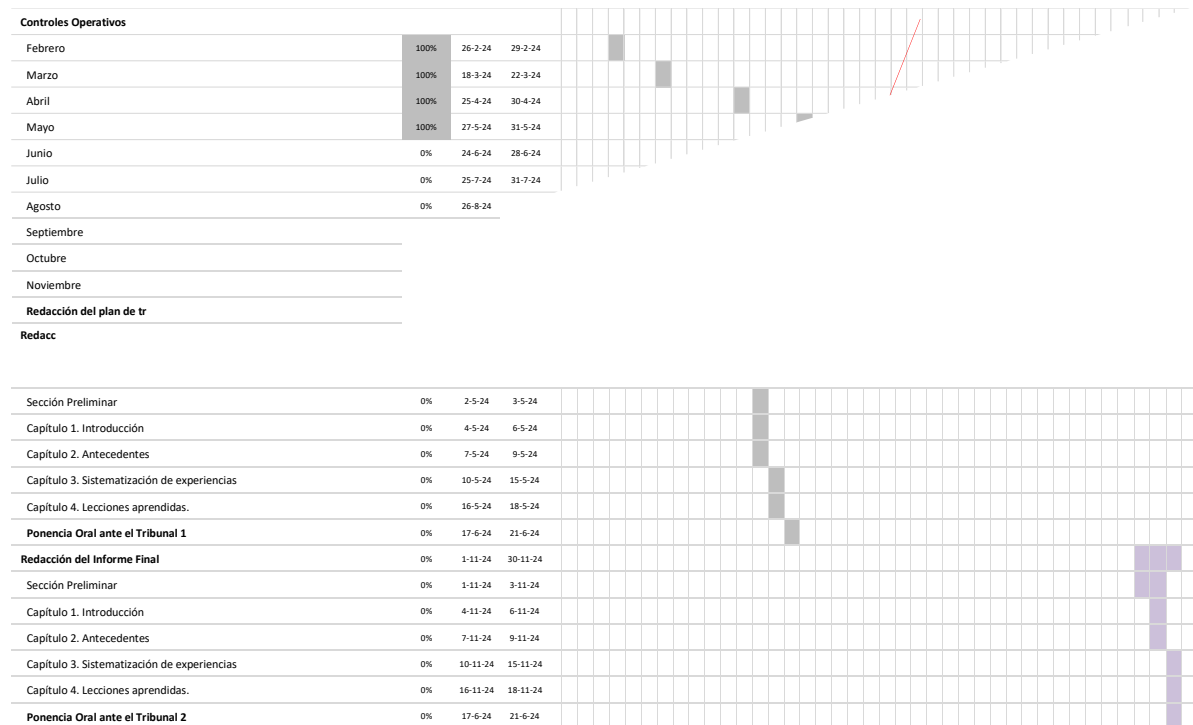 Controles Operativos
Febrero 100% 26-2-24 29-2-24
Marzo 100% 18-3-24 22-3-24
Abril 100% 25-4-24 30-4-24
Mayo 100% 27-5-24 31-5-24
Junio 0% 24-6-24 28-6-24
Julio 0% 25-7-24 31-7-24
Agosto 0% 26-8-24
Septiembre
Octubre
Noviembre
Redacción del plan de tr
Redacc
Sección Preliminar 0% 2-5-24 3-5-24
Capítulo 1. Introducción 0% 4-5-24 6-5-24
Capítulo 2. Antecedentes 0% 7-5-24 9-5-24
Capítulo 3. Sistematización de experiencias 0% 10-5-24 15-5-24
Capítulo 4. Lecciones aprendidas. 0% 16-5-24 18-5-24
Ponencia Oral ante el Tribunal 1 0% 17-6-24 21-6-24
Redacción del Informe Final 0% 1-11-24 30-11-24
Sección Preliminar 0% 1-11-24 3-11-24
Capítulo 1. Introducción 0% 4-11-24 6-11-24
Capítulo 2. Antecedentes 0% 7-11-24 9-11-24
Capítulo 3. Sistematización de experiencias 0% 10-11-24 15-11-24
Capítulo 4. Lecciones aprendidas. 0% 16-11-24 18-11-24
Ponencia Oral ante el Tribunal 2 0% 17-6-24 21-6-24